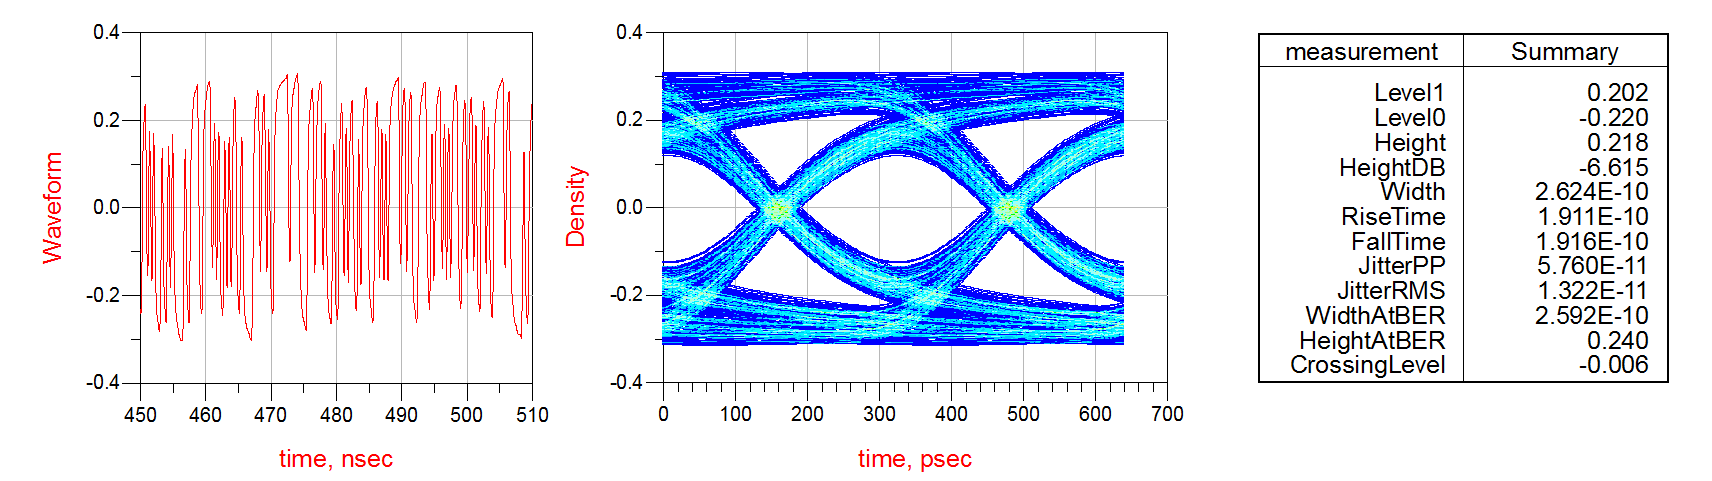 0.4
0.2
0.0
-0.2
-0.4
Waveform
450 460 470 480 490 500 510
time, nsec
0.4
0.2
0.0
-0.2
-0.4
Density
0 100 200 300 400 500 600 700
time, psec
measurement Summary
Level1 0.202
Level0 -0.220
Height 0.218
HeightDB -6.615
Width 2.624E-10
RiseTime 1.911E-10
FallTime 1.916E-10
JitterPP 5.760E-11
JitterRMS 1.322E-11
WidthAtBER 2.592E-10
HeightAtBER 0.240
CrossingLevel -0.006